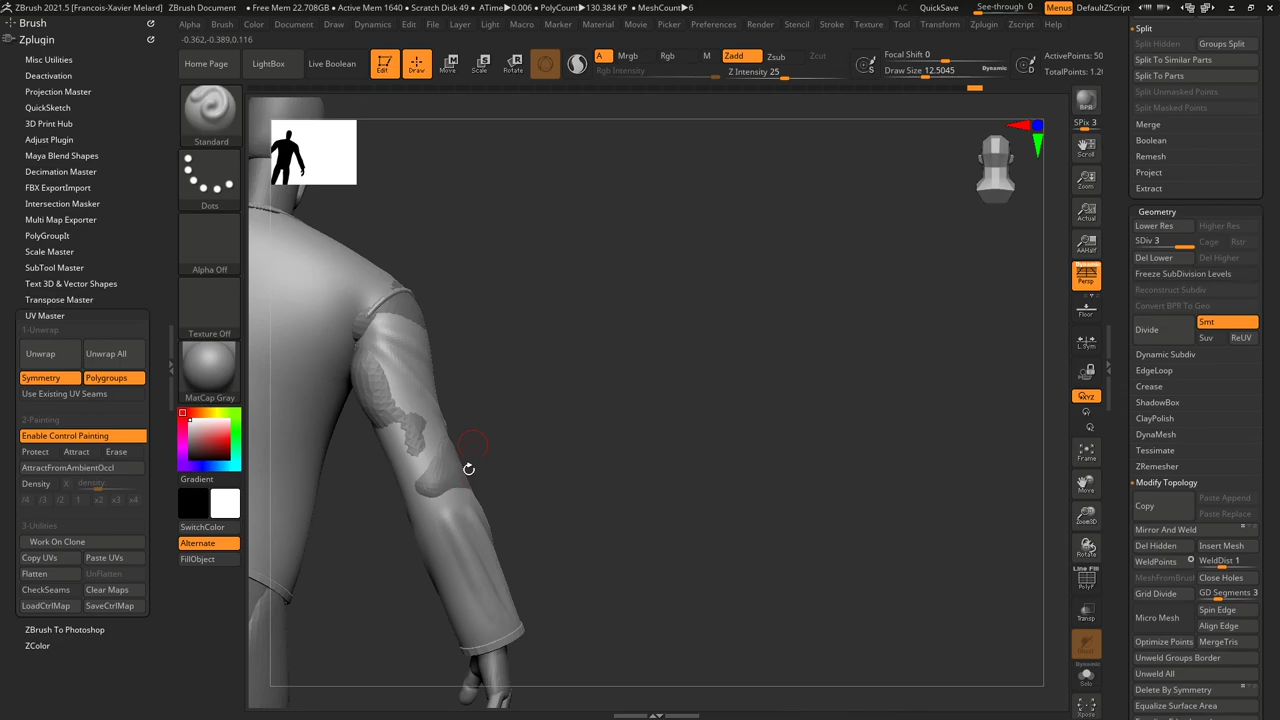 ZBrush 2021.5 [Francois-Xavier Melard] ZBrush Document • Free Mem 22.708GB • Active Mem 1640 • Scratch Disk 49 • ATime▶0.006 • PolyCount▶130.384 KP • MeshCount▶6 AC QuickSave See-through 0 Menus DefaultZScript
Brush
Zplugin
Alpha Brush Color Document Draw Dynamics Edit File Layer Light Macro Marker Material Movie Picker Preferences Render Stencil Stroke Texture Tool Transform Zplugin Zscript Help
-0.362,-0.389,0.116
Home Page LightBox Live Boolean Edit Draw Move Scale Rotate
A Mrgb Rgb M Zadd Zsub Zcut
Rgb Intensity Z Intensity 25
Focal Shift 0
Draw Size 12.5045 Dynamic
S D
ActivePoints: 50
TotalPoints: 1.20
Misc Utilities
Deactivation
Projection Master
QuickSketch
3D Print Hub
Adjust Plugin
Maya Blend Shapes
Decimation Master
FBX ExportImport
Intersection Masker
Multi Map Exporter
PolyGroupIt
Scale Master
SubTool Master
Text 3D & Vector Shapes
Transpose Master
UV Master
1-Unwrap
Unwrap Unwrap All
Symmetry Polygroups
Use Existing UV Seams
2-Painting
Enable Control Painting
Protect Attract Erase
AttractFromAmbientOccl
Density X density
/4 /3 /2 1 x2 x3 x4
3-Utilities
Work On Clone
Copy UVs Paste UVs
Flatten UnFlatten
CheckSeams Clear Maps
LoadCtrlMap SaveCtrlMap
ZBrush To Photoshop
ZColor
Standard
Dots
Alpha Off
Texture Off
MatCap Gray
Gradient
SwitchColor
Alternate
FillObject
BPR
SPix 3
Scroll
Zoom
Actual
AAHalf
Dynamic
Persp
Floor
L.Sym
XYZ
Frame
Move
Zoom3D
Rotate
Line Fill
PolyF
Transp
Dynamic
Solo
Xpose
Split
Split Hidden Groups Split
Split To Similar Parts
Split To Parts
Split Unmasked Points
Split Masked Points
Merge
Boolean
Remesh
Project
Extract
Geometry
Lower Res Higher Res
SDiv 3 Cage Rstr
Del Lower Del Higher
Freeze SubDivision Levels
Reconstruct Subdiv
Convert BPR To Geo
Divide Smt
Suv ReUV
Dynamic Subdiv
EdgeLoop
Crease
ShadowBox
ClayPolish
DynaMesh
Tessimate
ZRemesher
Modify Topology
Copy Paste Append
Paste Replace
Mirror And Weld
Del Hidden Insert Mesh
WeldPoints WeldDist 1
MeshFromBrush Close Holes
Grid Divide GD Segments 3
Micro Mesh Spin Edge
Align Edge
Optimize Points MergeTris
Unweld Groups Border
Unweld All
Delete By Symmetry
Equalize Surface Area